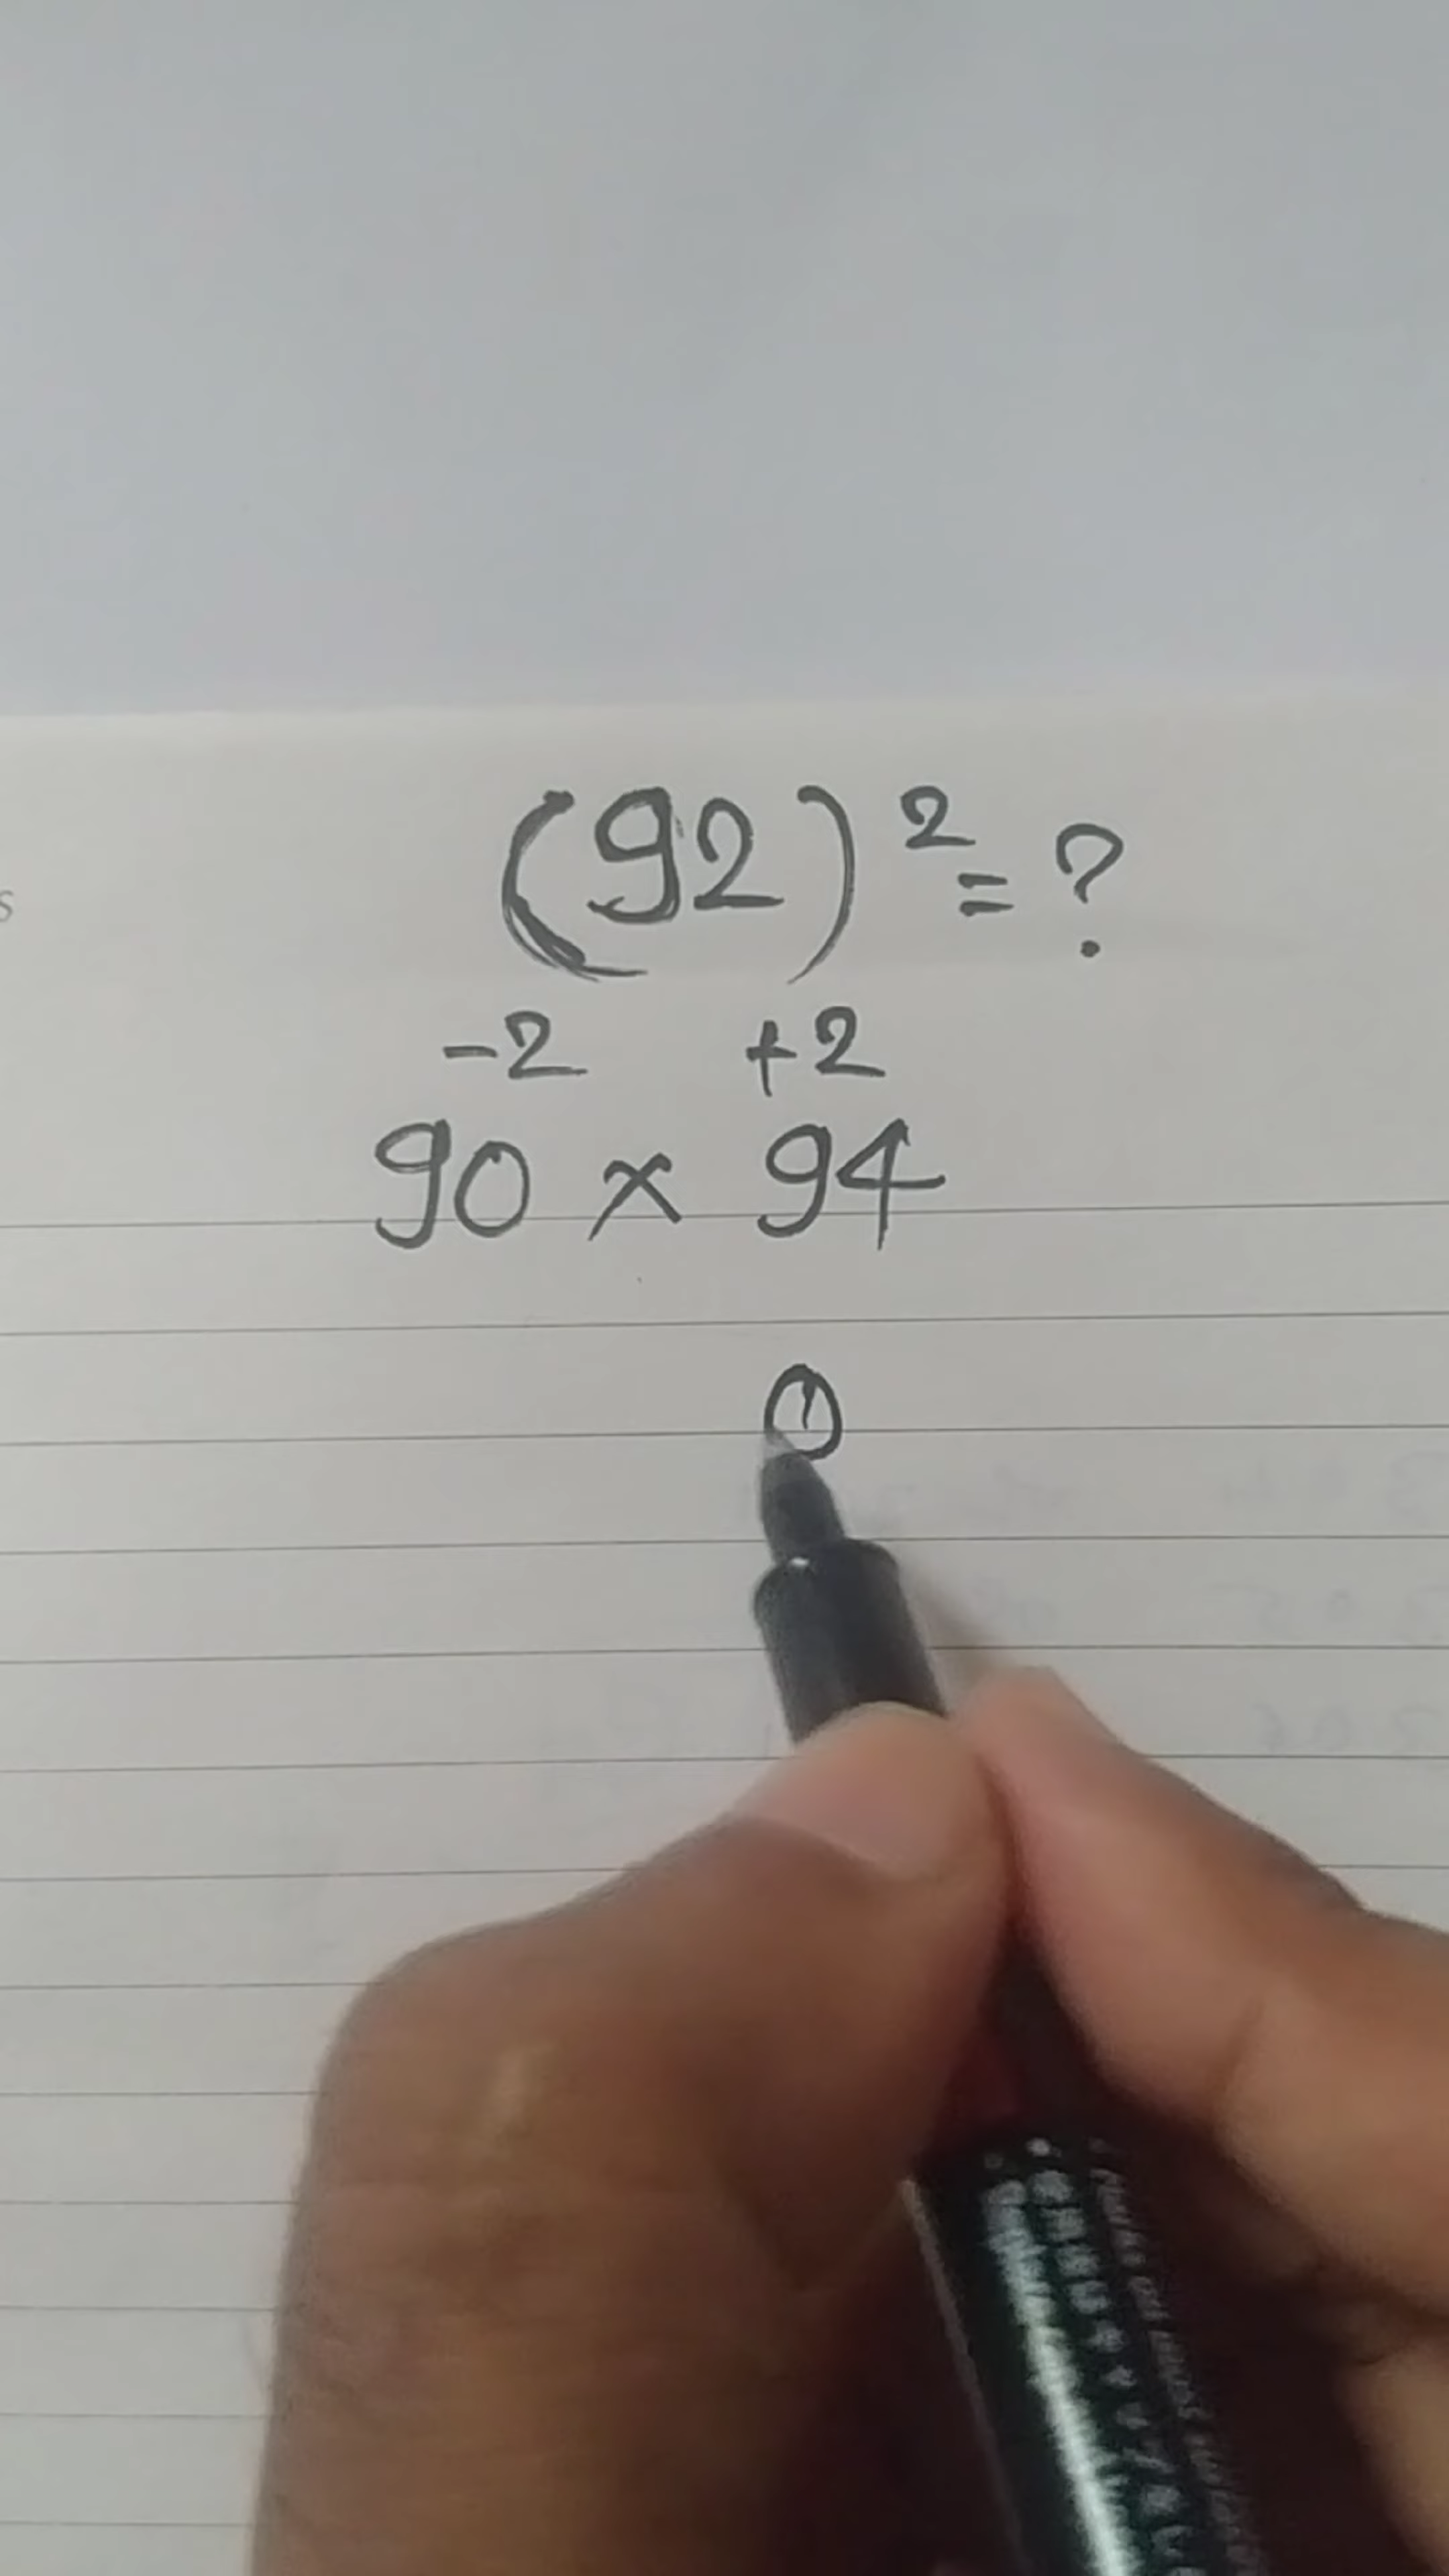 (92)² = ?
-2 +2
90 × 94
0